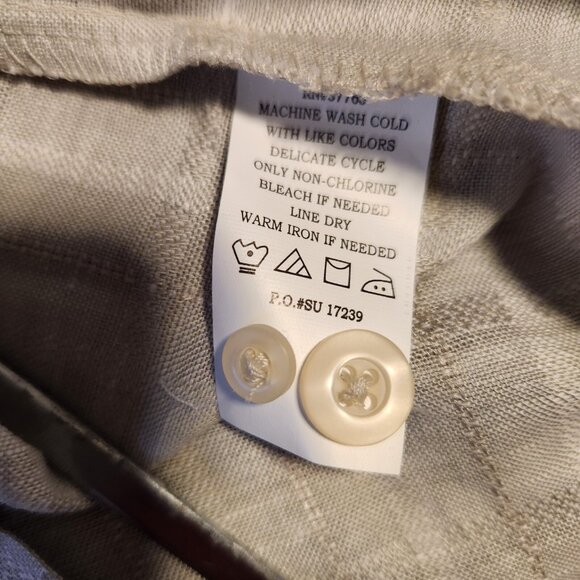 MACHINE WASH COLD
WITH LIKE COLORS
DELICATE CYCLE
ONLY NON-CHLORINE
BLEACH IF NEEDED
LINE DRY
WARM IRON IF NEEDED
P.O.#SU 17239